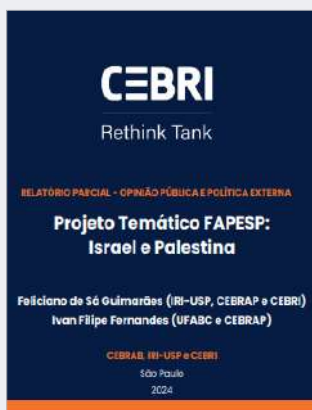 CEBRI
Rethink Tank
RELATÓRIO PARCIAL - OPINIÃO PÚBLICA E POLÍTICA EXTERNA
Projeto Temático FAPESP:
Israel e Palestina
Feliciano de Sá Guimarães (IRI-USP, CEBRAP e CEBRI)
Ivan Filipe Fernandes (UFABC e CEBRAP)
CEBRAB, IRI-USP e CEBRI
São Paulo
2024